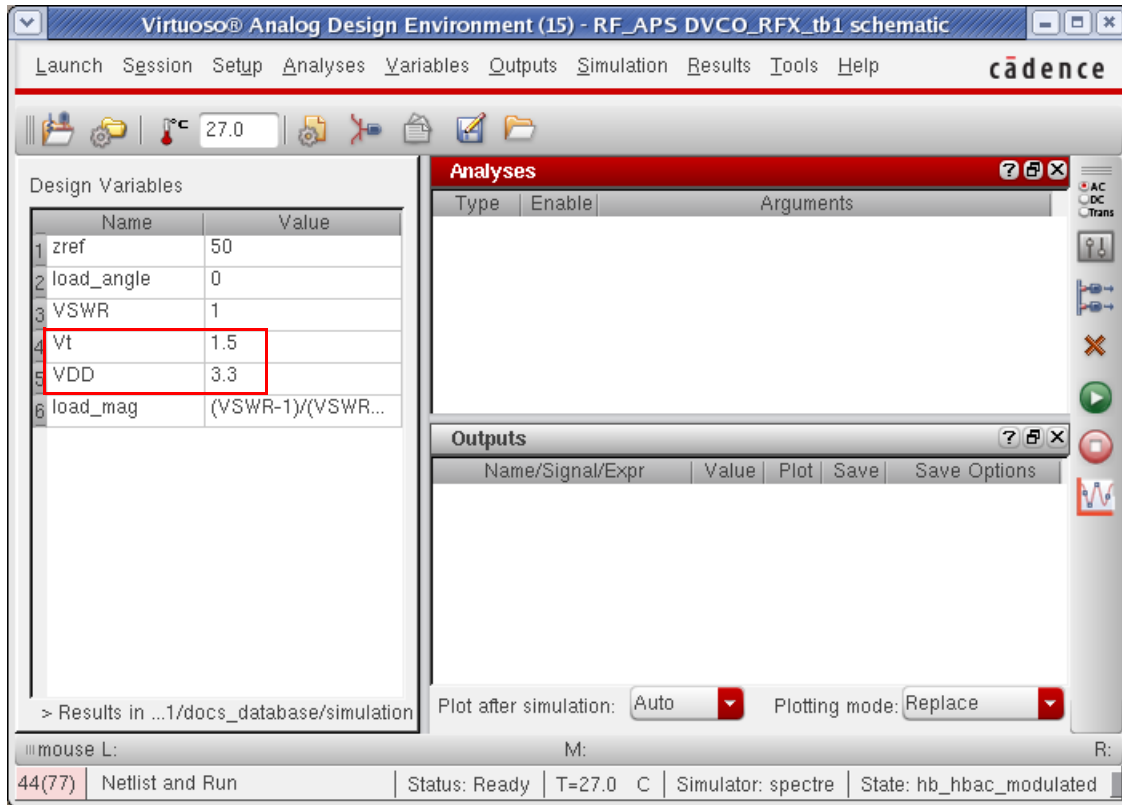 Virtuoso® Analog Design Environment (15) - RF_APS DVCO_RFX_tb1 schematic
Launch Session Setup Analyses Variables Outputs Simulation Results Tools Help cādence
°C 27.0
Design Variables
Name Value
1 zref 50
2 load_angle 0
3 VSWR 1
4 Vt 1.5
5 VDD 3.3
6 load_mag (VSWR-1)/(VSWR...
> Results in ...1/docs_database/simulation
Analyses
Type Enable Arguments
Outputs
Name/Signal/Expr Value Plot Save Save Options
Plot after simulation: Auto Plotting mode: Replace
AC
DC
Trans
mouse L: M: R:
44(77) Netlist and Run Status: Ready T=27.0 C Simulator: spectre State: hb_hbac_modulated